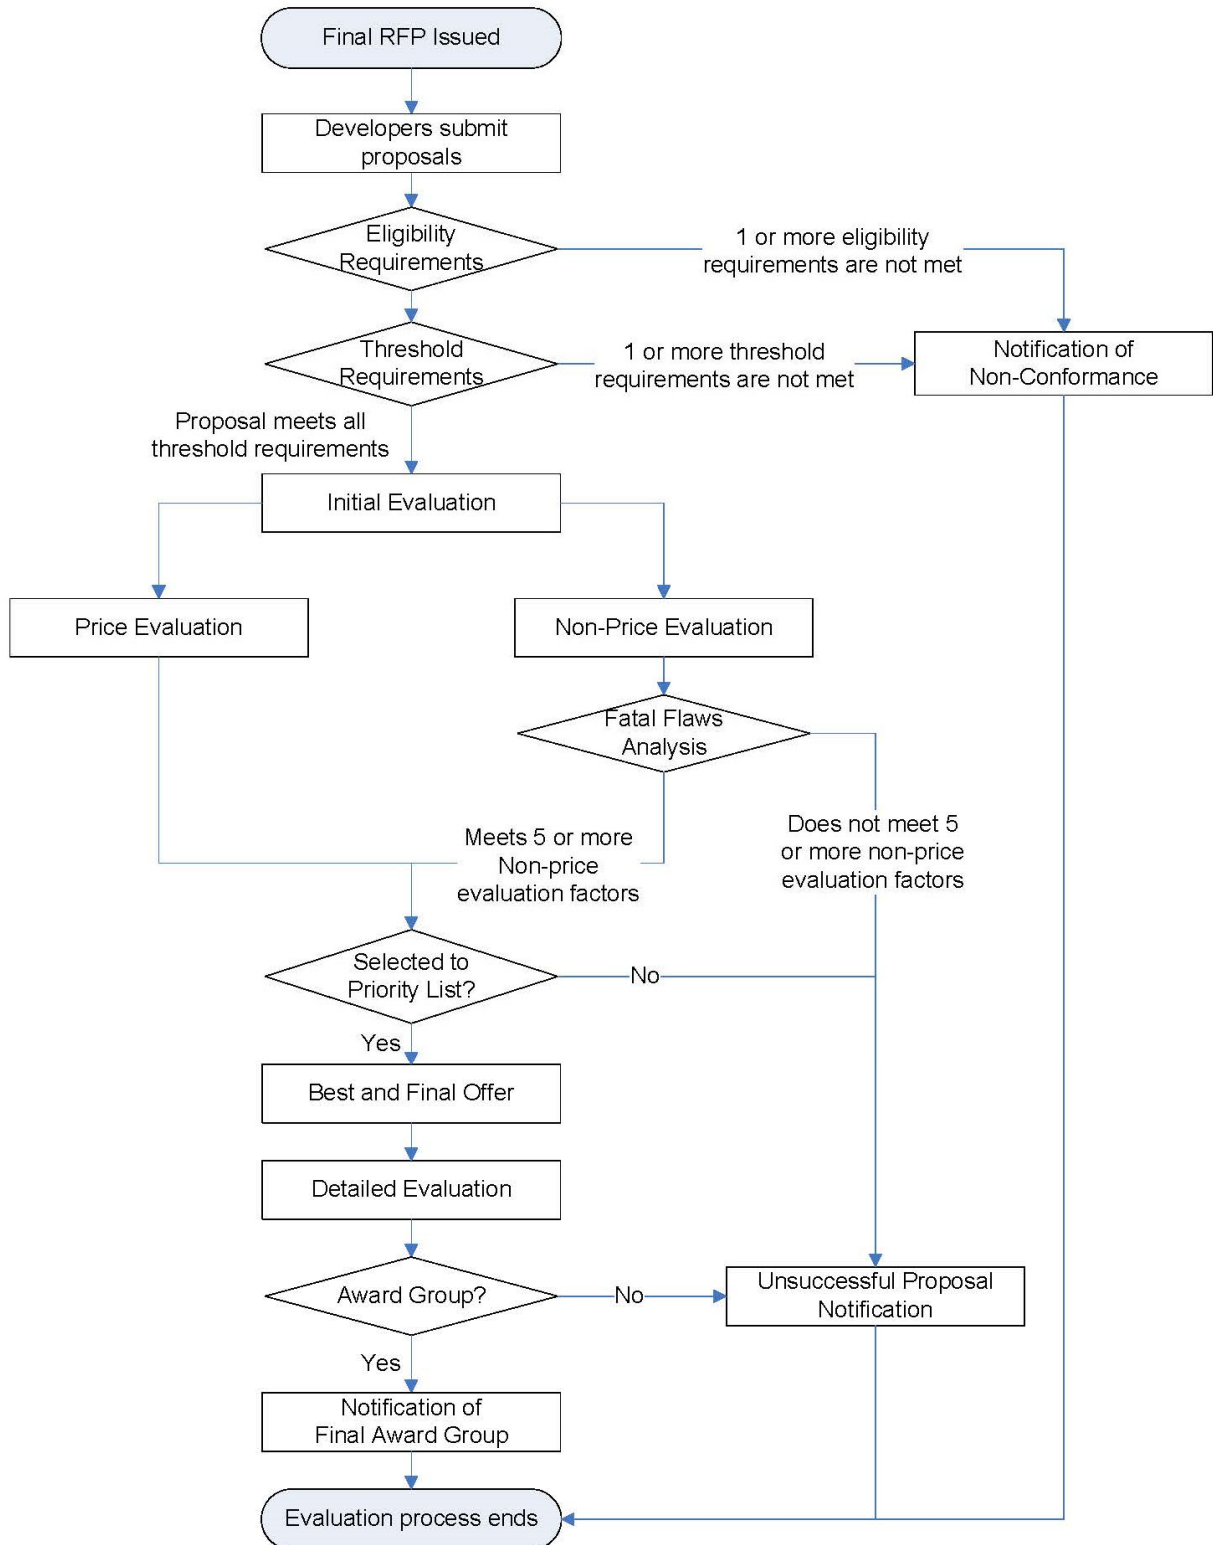 Final RFP Issued
Developers submit
proposals
Eligibility
Requirements
1 or more eligibility
requirements are not met
Threshold
Requirements
1 or more threshold
requirements are not met
Notification of
Non-Conformance
Proposal meets all
threshold requirements
Initial Evaluation
Price Evaluation
Non-Price Evaluation
Fatal Flaws
Analysis
Meets 5 or more
Non-price
evaluation factors
Does not meet 5
or more non-price
evaluation factors
Selected to
Priority List?
No
Yes
Best and Final Offer
Detailed Evaluation
Award Group?
No
Unsuccessful Proposal
Notification
Yes
Notification of
Final Award Group
Evaluation process ends